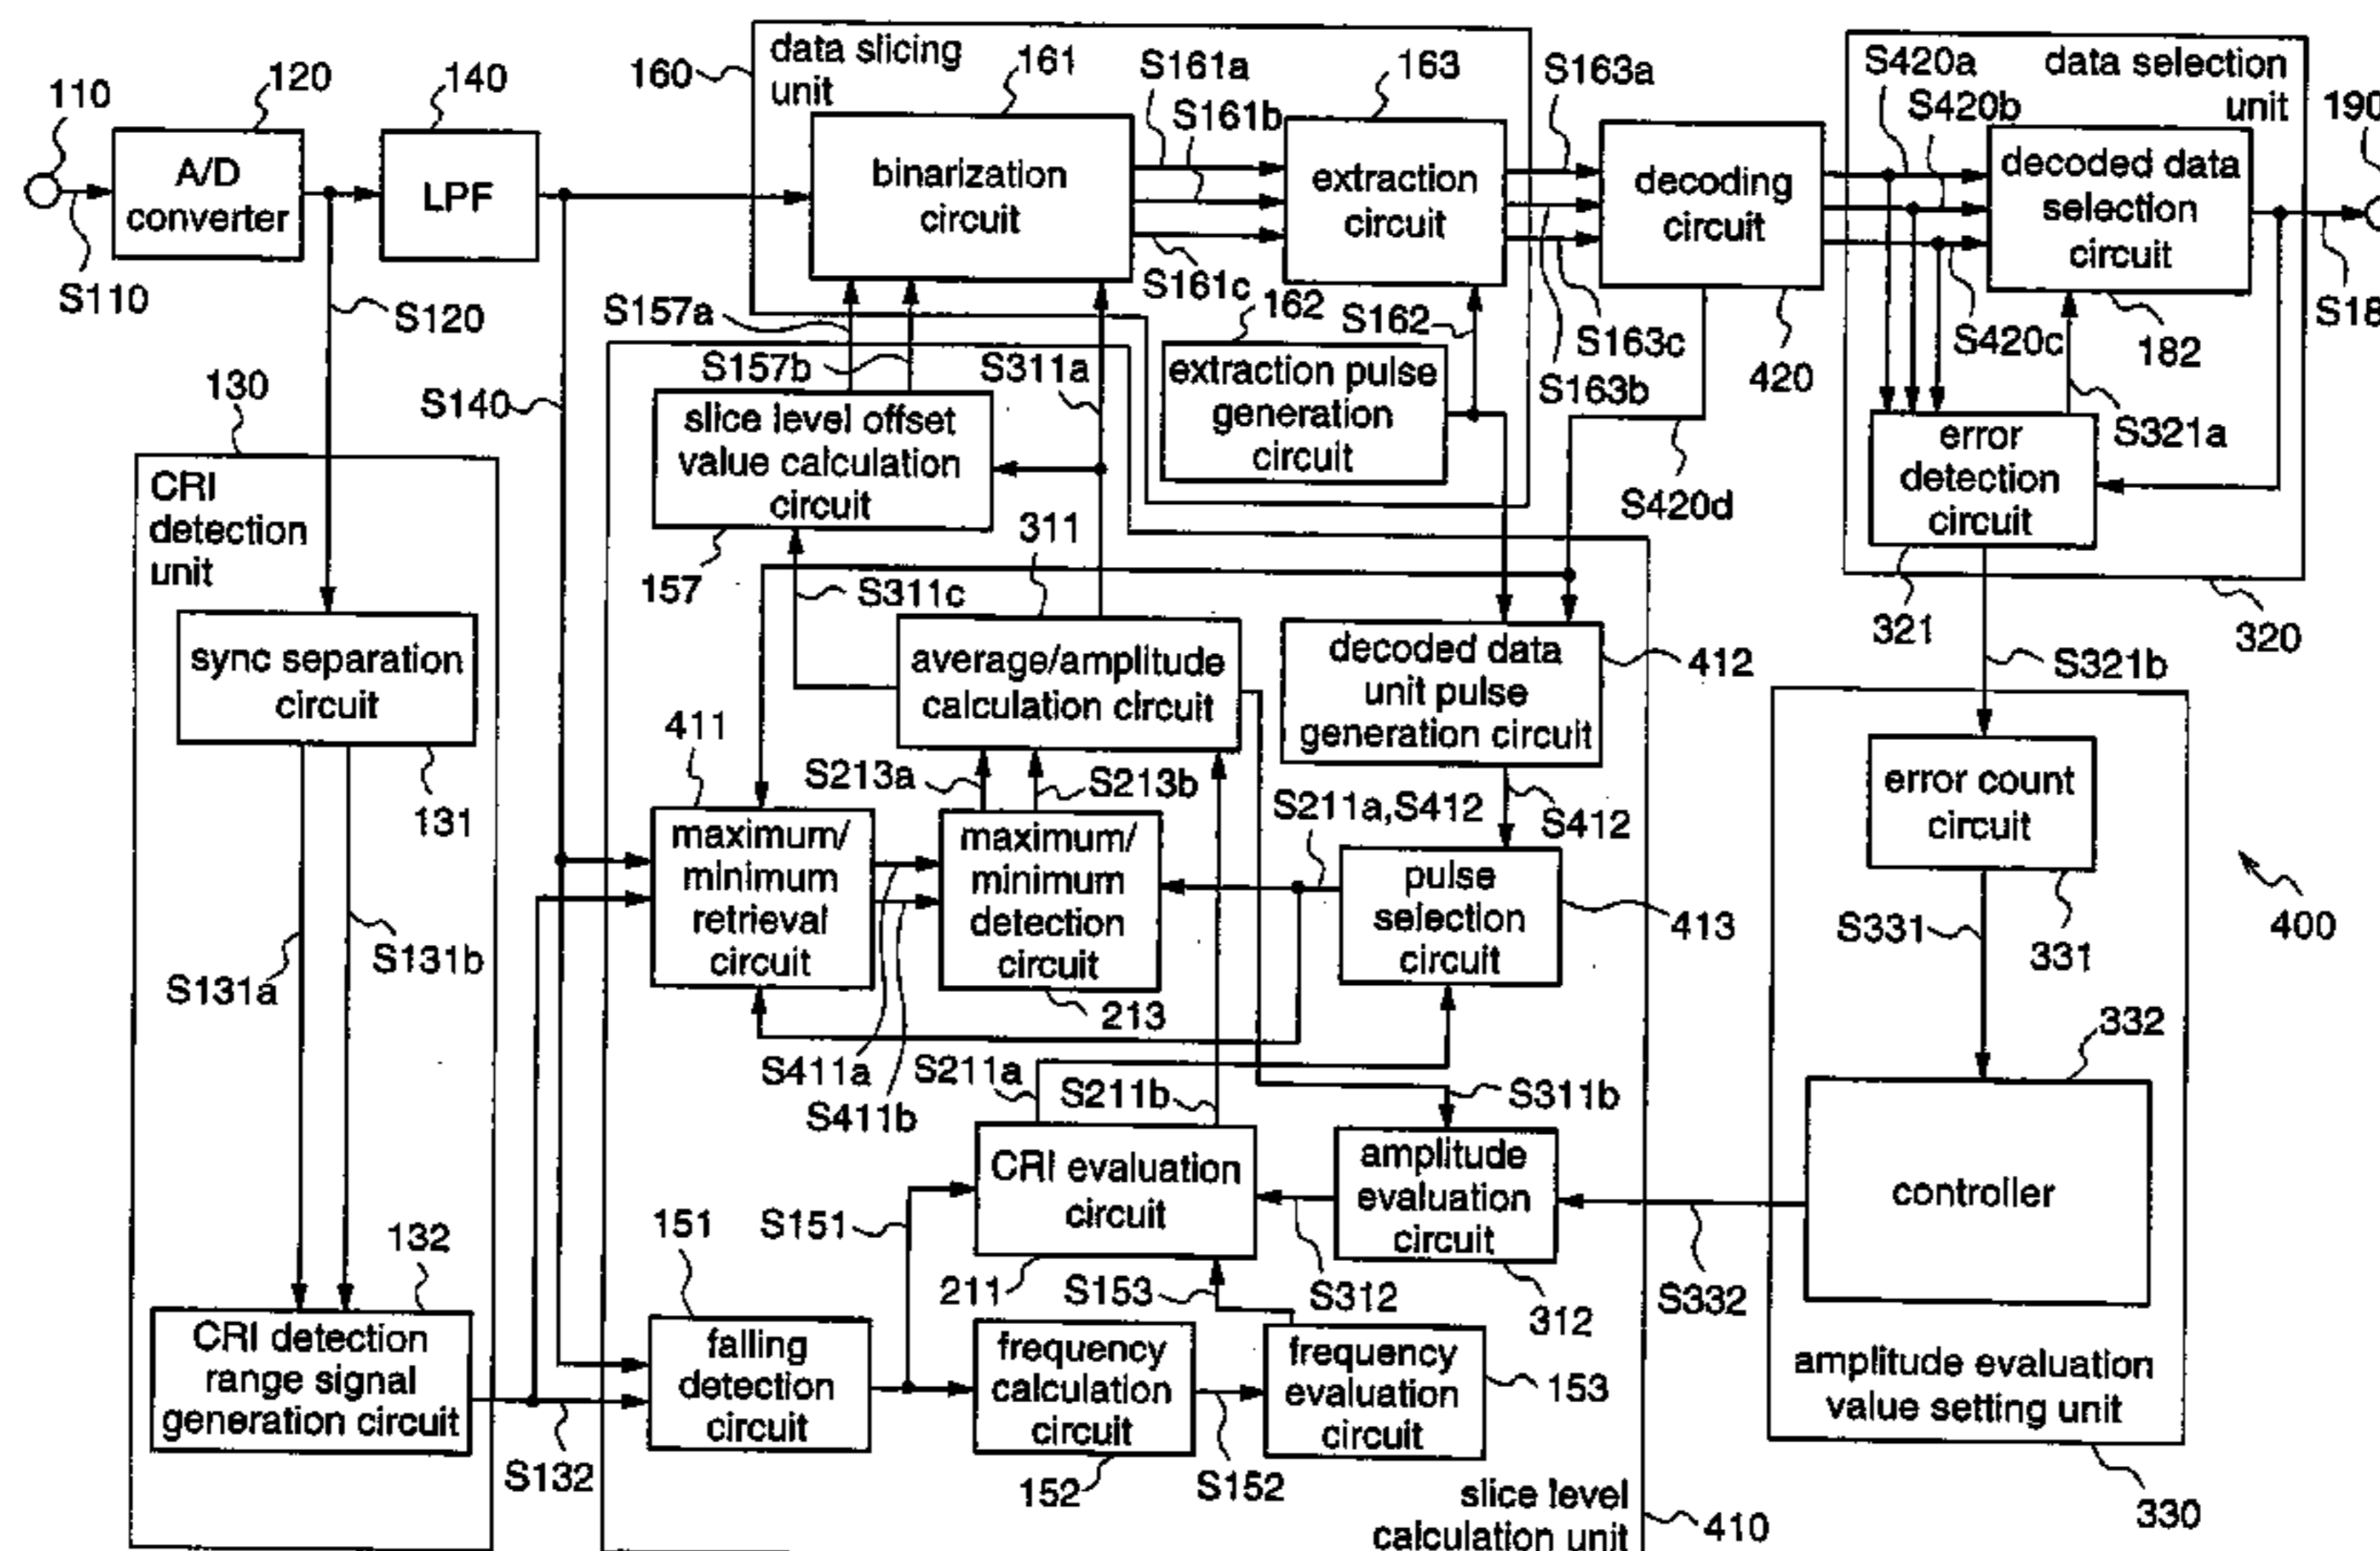 110
120
A/D
converter
S110
S120
140
LPF
S140
130
CRI
detection
unit
sync separation
circuit
131
S131a
S131b
132
CRI detection
range signal
generation circuit
S132
160
data slicing
unit
161
binarization
circuit
S161a
S161b
S161c
163
extraction
circuit
S163a
S163c
S163b
162
S162
extraction pulse
generation
circuit
S157a
S157b
S311a
slice level offset
value calculation
circuit
157
S311c
311
average/amplitude
calculation circuit
decoding
circuit
420
S420d
S420a
S420b
data selection
unit
decoded data
selection
circuit
S420c
182
190
S18
S321a
error
detection
circuit
321
320
S321b
decoded data
unit pulse
generation circuit
412
S412
411
maximum/
minimum
retrieval
circuit
S213a
S213b
maximum/
minimum
detection
circuit
213
S211a,S412
pulse
selection
circuit
413
S411a
S411b
S211a
S211b
S311b
CRI evaluation
circuit
211
amplitude
evaluation
circuit
312
S312
S151
S153
151
falling
detection
circuit
frequency
calculation
circuit
152
S152
frequency
evaluation
circuit
153
slice level
calculation unit
410
error count
circuit
331
S331
400
332
controller
S332
amplitude evaluation
value setting unit
330